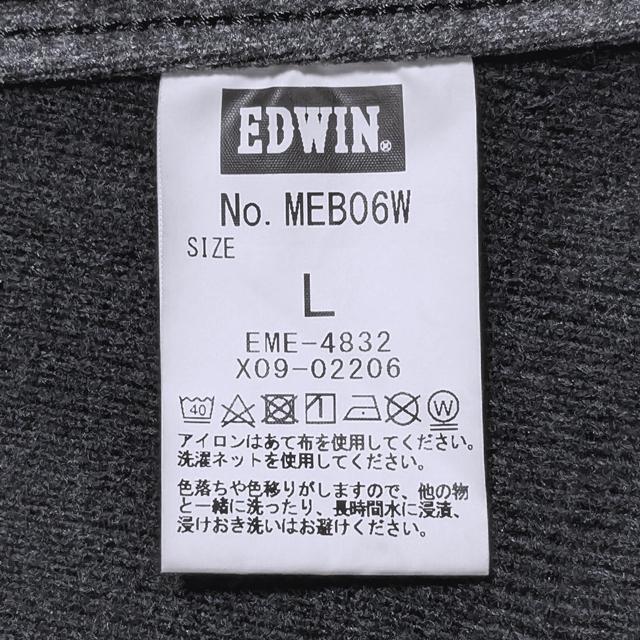 EDWIN®
No. MEB06W
SIZE
L
EME-4832
X09-02206
40 W
アイロンはあて布を使用してください。
洗濯ネットを使用してください。
色落ちや色移りがしますので、他の物
と一緒に洗ったり、長時間水に浸漬、
浸けおき洗いはお避けください。